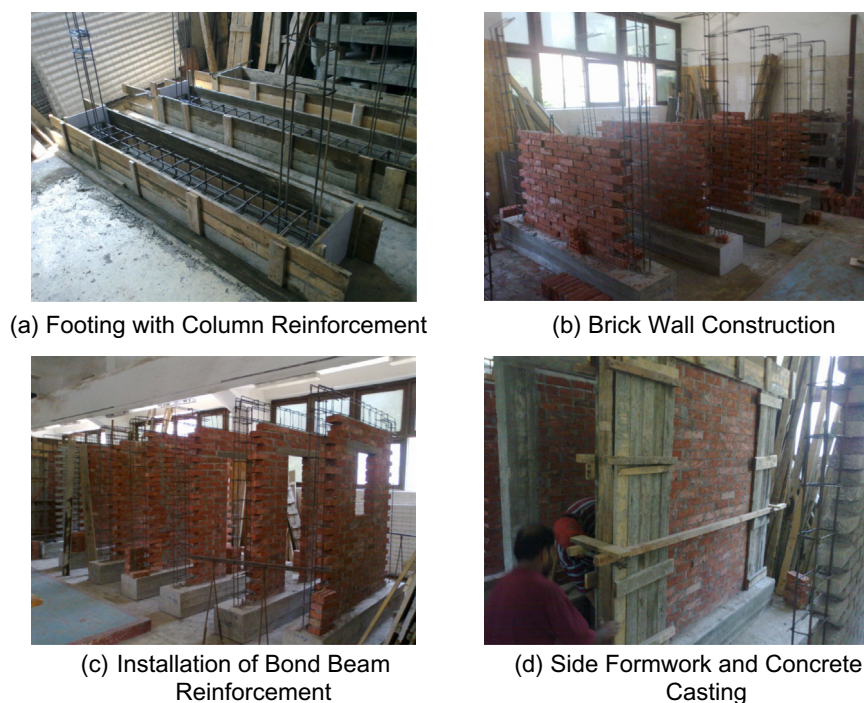 (a) Footing with Column Reinforcement
(b) Brick Wall Construction
(c) Installation of Bond Beam
Reinforcement
(d) Side Formwork and Concrete
Casting